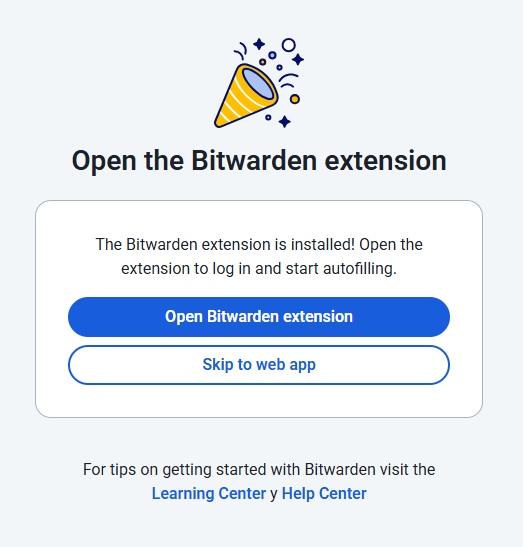 Open the Bitwarden extension
The Bitwarden extension is installed! Open the
extension to log in and start autofilling.
Open Bitwarden extension
Skip to web app
For tips on getting started with Bitwarden visit the
Learning Center y Help Center